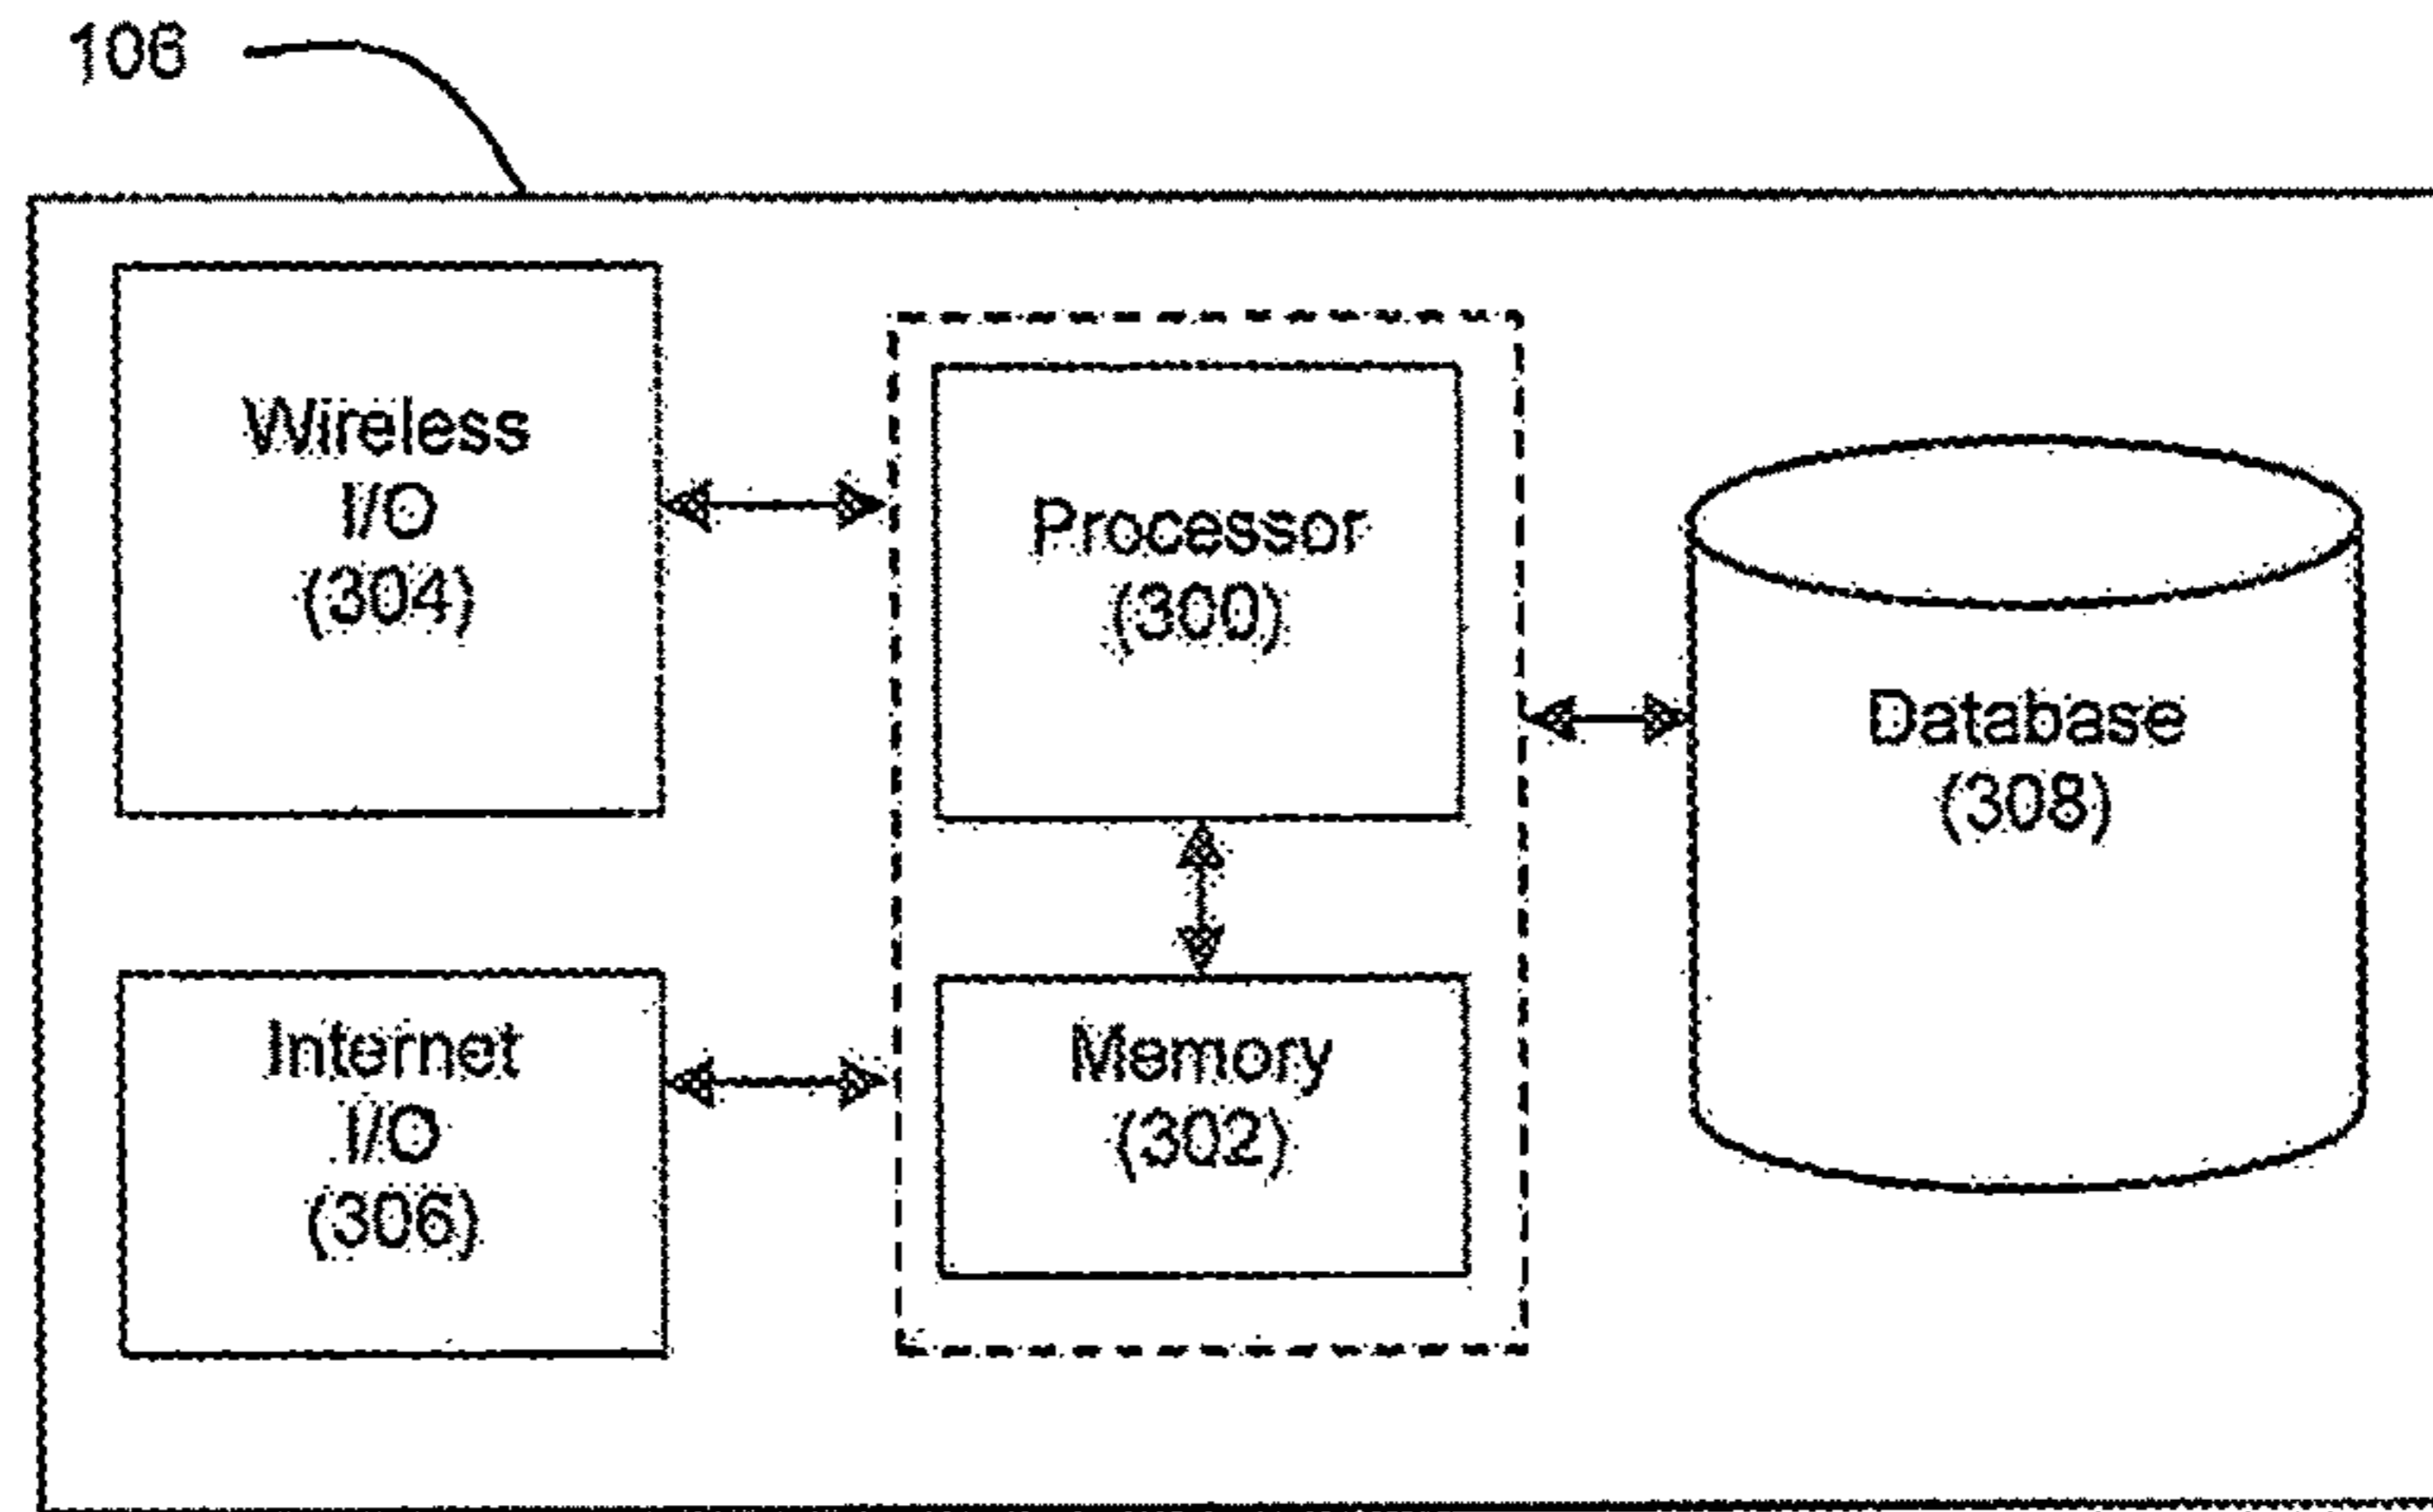 106
Wireless
I/O
(304)
Processor
(300)
Database
(308)
Internet
I/O
(306)
Memory
(302)